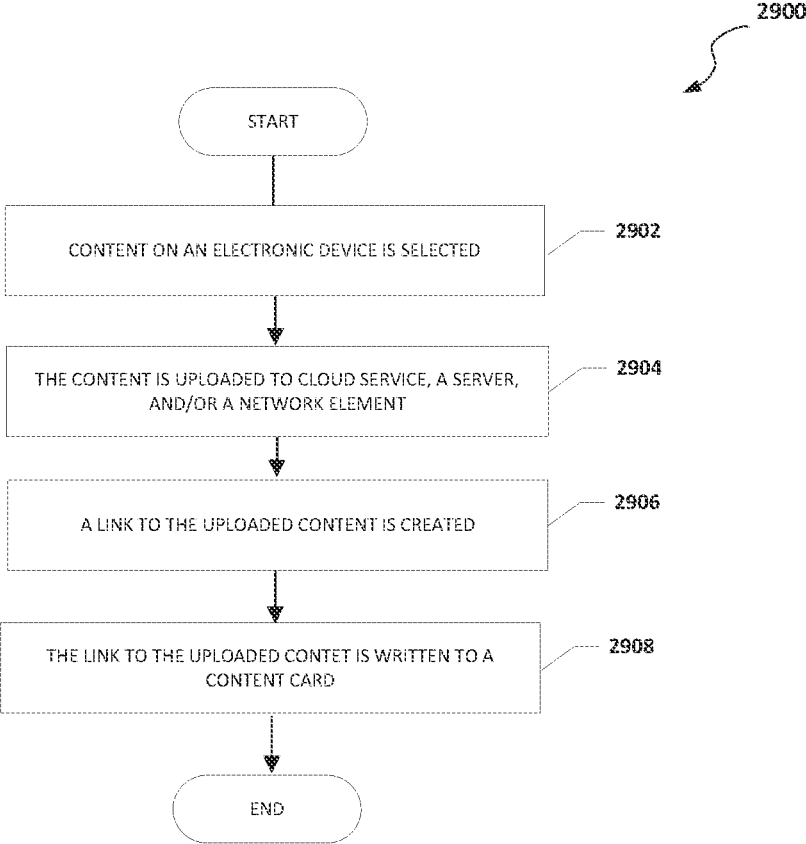 2900
START
CONTENT ON AN ELECTRONIC DEVICE IS SELECTED
2902
THE CONTENT IS UPLOADED TO CLOUD SERVICE, A SERVER,
AND/OR A NETWORK ELEMENT
2904
A LINK TO THE UPLOADED CONTENT IS CREATED
2906
THE LINK TO THE UPLOADED CONTET IS WRITTEN TO A
CONTENT CARD
2908
END